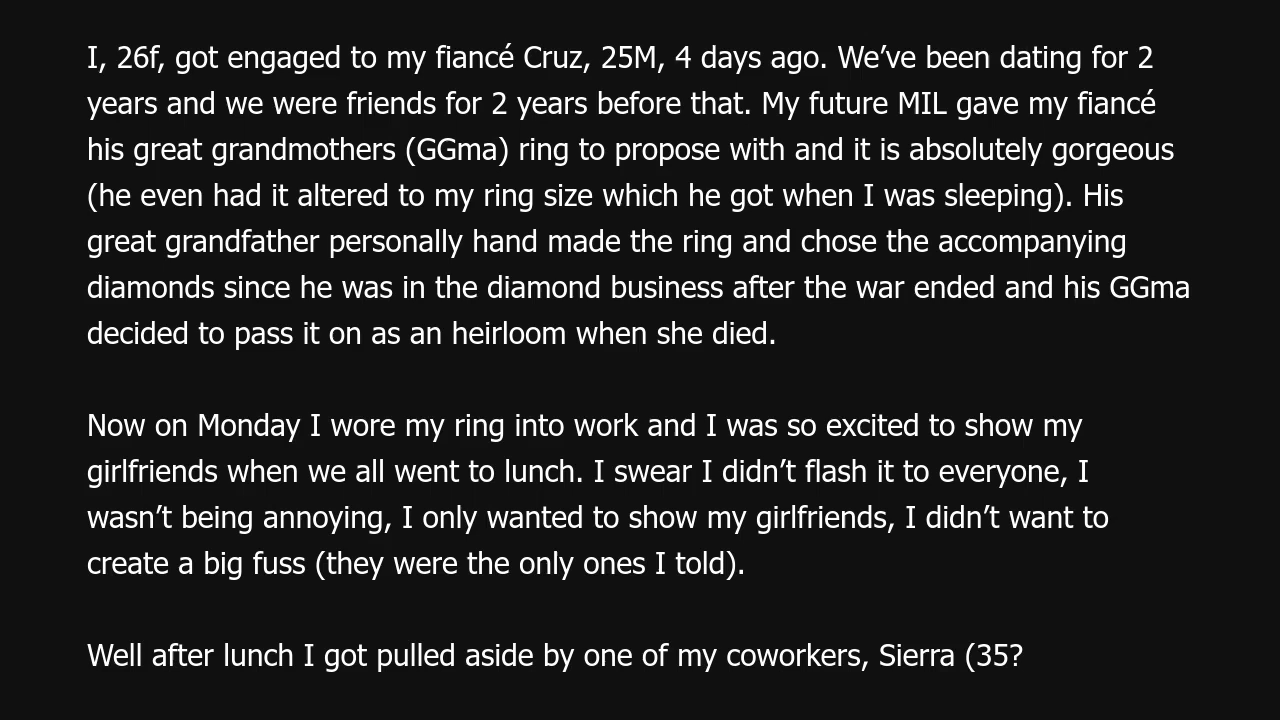 I, 26f, got engaged to my fiancé Cruz, 25M, 4 days ago. We’ve been dating for 2
years and we were friends for 2 years before that. My future MIL gave my fiancé
his great grandmothers (GGma) ring to propose with and it is absolutely gorgeous
(he even had it altered to my ring size which he got when I was sleeping). His
great grandfather personally hand made the ring and chose the accompanying
diamonds since he was in the diamond business after the war ended and his GGma
decided to pass it on as an heirloom when she died.
Now on Monday I wore my ring into work and I was so excited to show my
girlfriends when we all went to lunch. I swear I didn’t flash it to everyone, I
wasn’t being annoying, I only wanted to show my girlfriends, I didn’t want to
create a big fuss (they were the only ones I told).
Well after lunch I got pulled aside by one of my coworkers, Sierra (35?